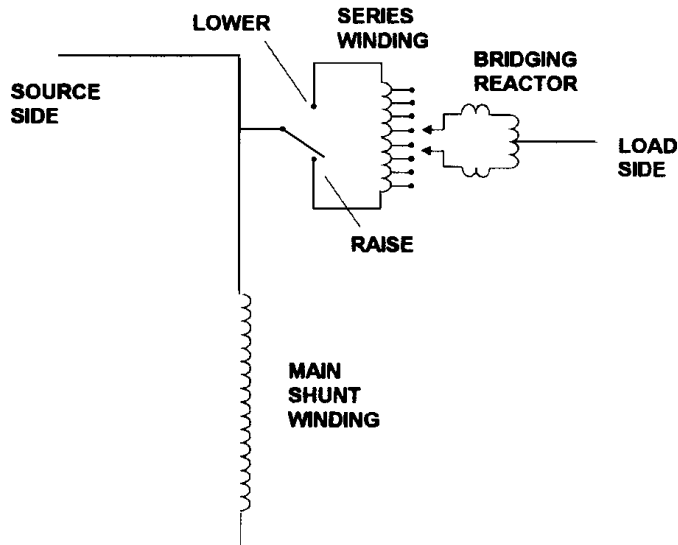 SERIES
WINDING
LOWER
BRIDGING
REACTOR
SOURCE
SIDE
LOAD
SIDE
RAISE
MAIN
SHUNT
WINDING